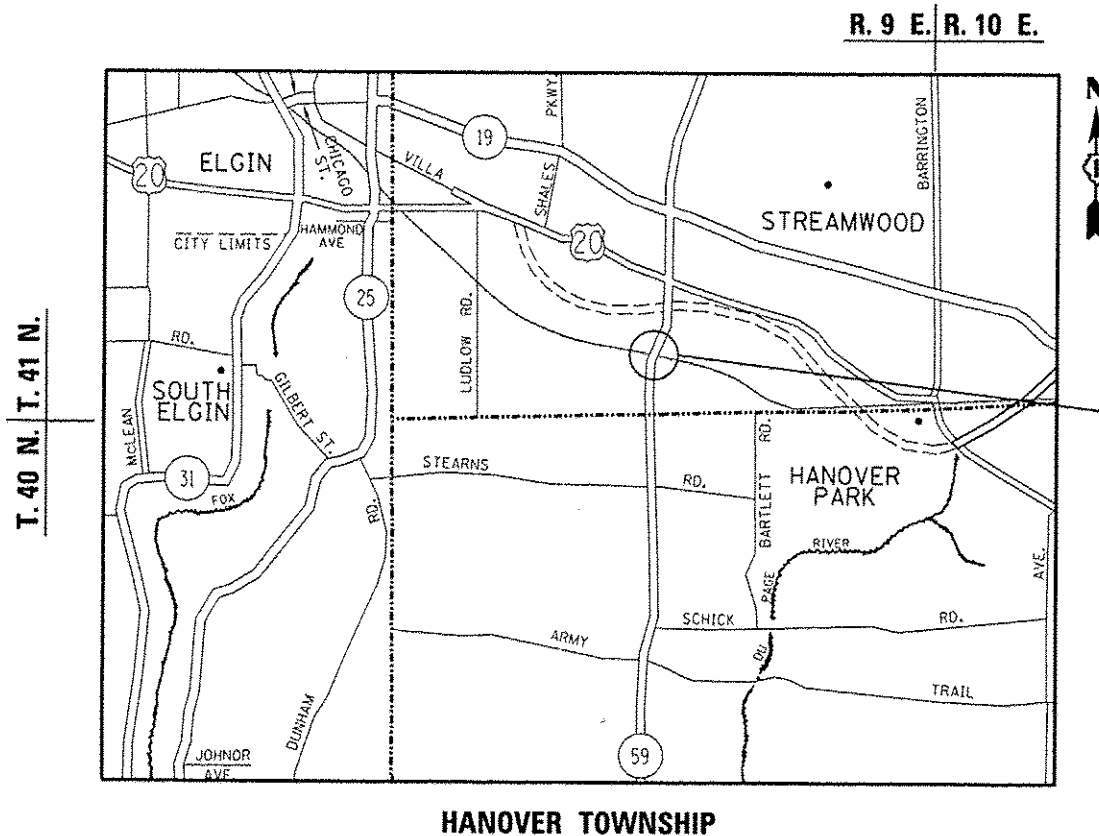 R. 9 E. R. 10 E.
N
PKWY.
SHALES
19
CHICAGO
ST.
VILLA
BARRINGTON
20
ELGIN
STREAMWOOD
HAMMOND
AVE
CITY LIMITS
20
25
LUDLOW RD.
T. 40 N. T. 41 N.
RD.
SOUTH
ELGIN
GILBERT ST.
McLEAN
31
FOX
STEARNS
RD.
RD.
BARTLETT RD.
HANOVER
PARK
RIVER
PAGE
DU
AVE.
SCHICK
RD.
ARMY
TRAIL
DUNHAM
59
JOHNOR
AVE
HANOVER TOWNSHIP